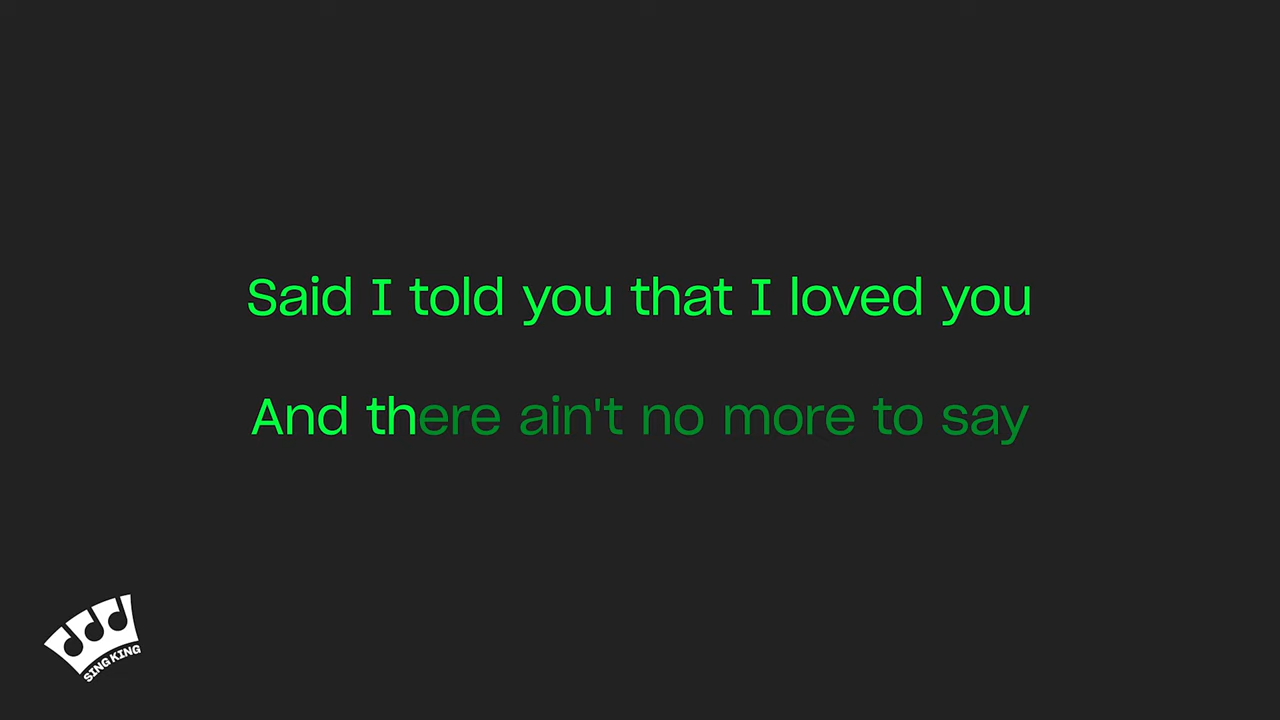 Said I told you that I loved you
And there ain't no more to say
SING KING